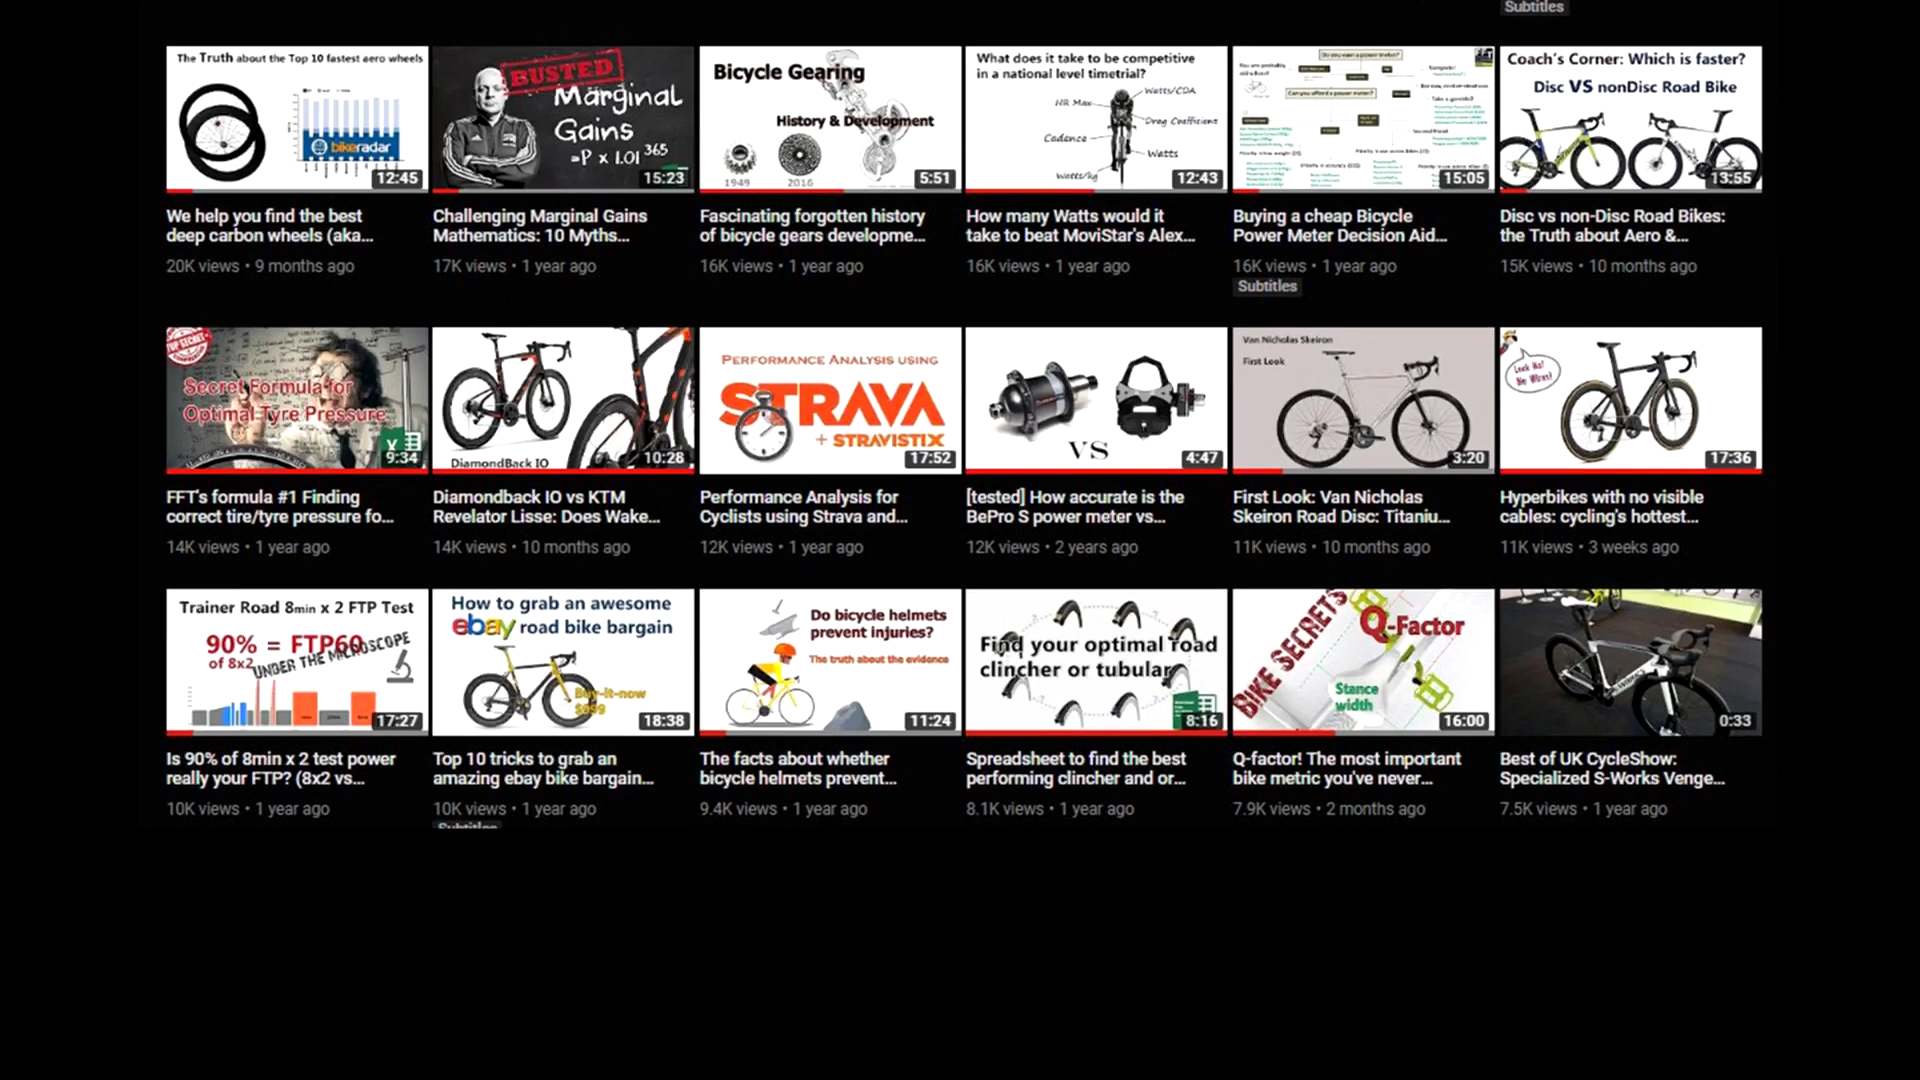 Subtitles
The Truth about the Top 10 fastest aero wheels
bikeradar
12:45
We help you find the best
deep carbon wheels (aka...
20K views • 9 months ago
BUSTED
Marginal
Gains
=P x 1.01 365
15:23
Challenging Marginal Gains
Mathematics: 10 Myths...
17K views • 1 year ago
Bicycle Gearing
History & Development
1949
2016
5:51
Fascinating forgotten history
of bicycle gears developme...
16K views • 1 year ago
What does it take to be competitive
in a national level timetrial?
Watts/CDA
HR Max
Drag Coefficient
Cadence
Watts
Watts/kg
12:43
How many Watts would it
take to beat MoviStar's Alex...
16K views • 1 year ago
15:05
Buying a cheap Bicycle
Power Meter Decision Aid...
16K views • 1 year ago
Subtitles
Coach's Corner: Which is faster?
Disc VS nonDisc Road Bike
13:55
Disc vs non-Disc Road Bikes:
the Truth about Aero &...
15K views • 10 months ago
TOP SECRET
Secret Formula for
Optimal Tyre Pressure
X
9:34
FFT's formula #1 Finding
correct tire/tyre pressure fo...
14K views • 1 year ago
DiamondBack IO
10:28
Diamondback IO vs KTM
Revelator Lisse: Does Wake...
14K views • 10 months ago
PERFORMANCE ANALYSIS USING
STRAVA
+ STRAVISTIX
17:52
Performance Analysis for
Cyclists using Strava and...
12K views • 1 year ago
VS
4:47
[tested] How accurate is the
BePro S power meter vs...
12K views • 2 years ago
Van Nicholas Skeiron
First Look
3:20
First Look: Van Nicholas
Skeiron Road Disc: Titaniu...
11K views • 10 months ago
Look Ma!
No Wires!
17:36
Hyperbikes with no visible
cables: cycling's hottest...
11K views • 3 weeks ago
Trainer Road 8min x 2 FTP Test
90% = FTP60
of 8x2
UNDER THE MICROSCOPE
17:27
Is 90% of 8min x 2 test power
really your FTP? (8x2 vs...
10K views • 1 year ago
How to grab an awesome
ebay road bike bargain
Buy-it-now
18:38
Top 10 tricks to grab an
amazing ebay bike bargain...
10K views • 1 year ago
Subtitles
Do bicycle helmets
prevent injuries?
The truth about the evidence
11:24
The facts about whether
bicycle helmets prevent...
9.4K views • 1 year ago
Find your optimal road
clincher or tubular
8:16
Spreadsheet to find the best
performing clincher and or...
8.1K views • 1 year ago
BIKE SECRETS
Q-Factor
Stance
width
16:00
Q-factor! The most important
bike metric you've never...
7.9K views • 2 months ago
0:33
Best of UK CycleShow:
Specialized S-Works Venge...
7.5K views • 1 year ago